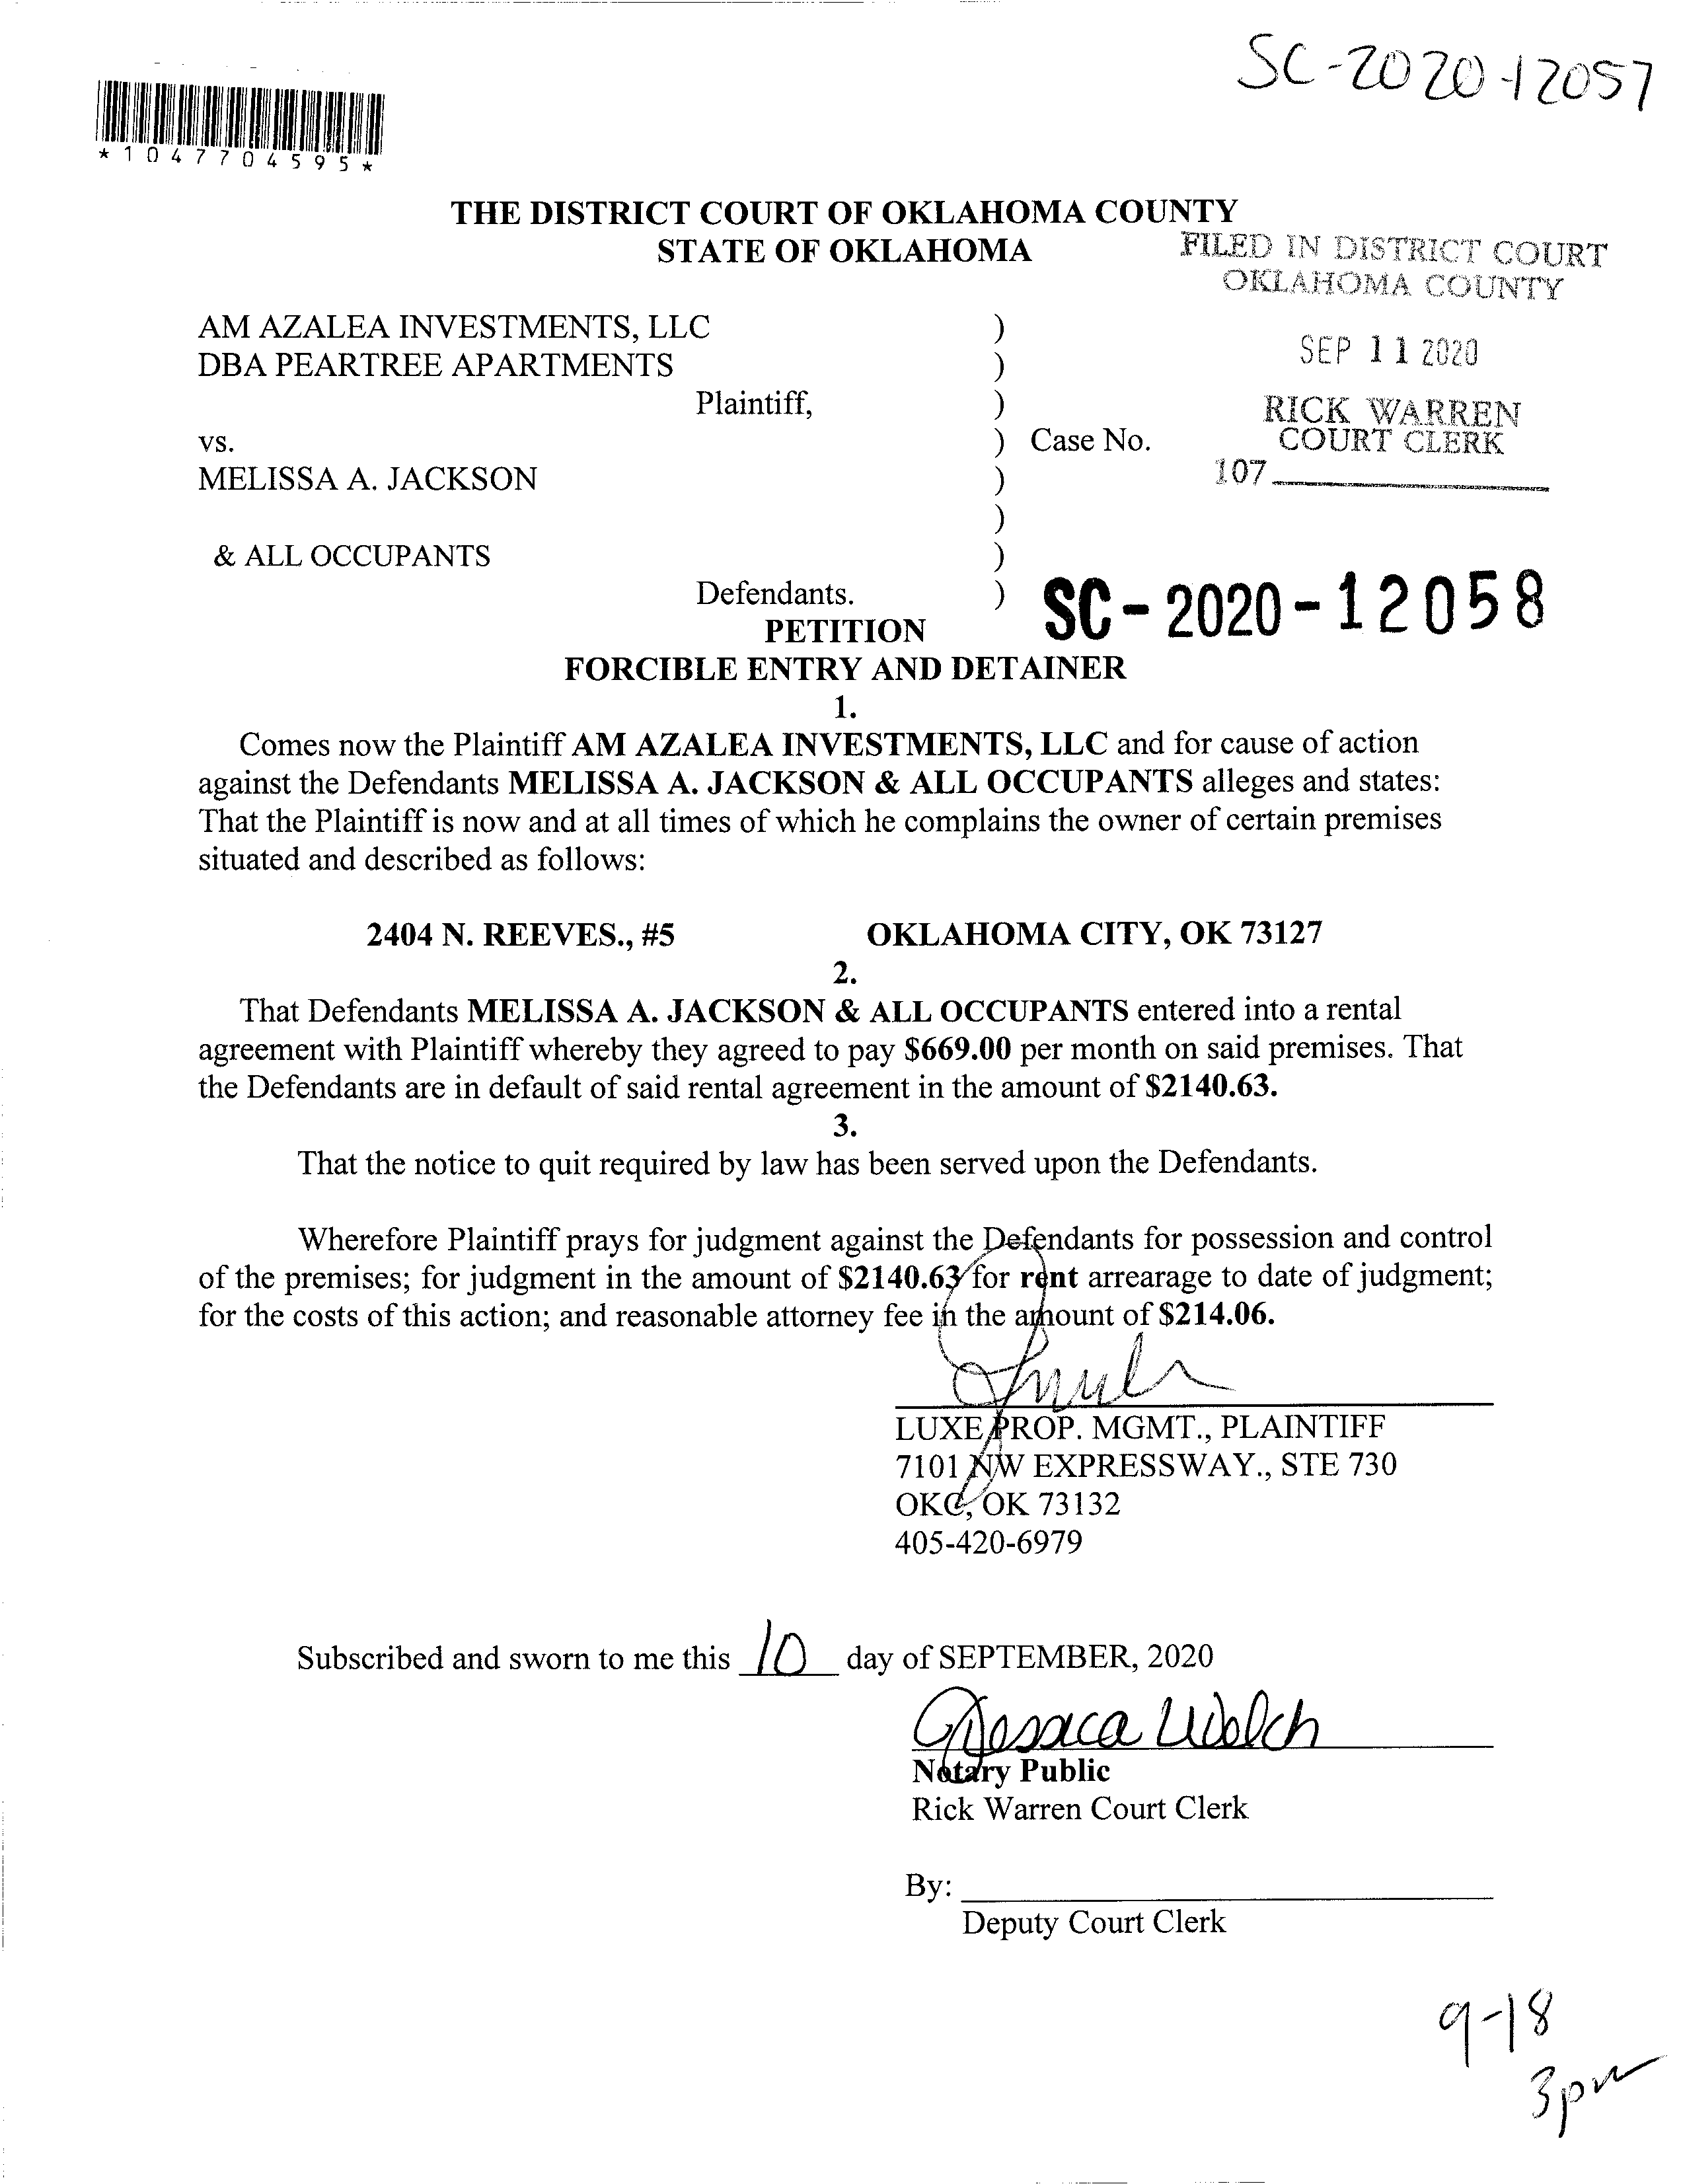 SC-2020-12057
*1047704595*
THE DISTRICT COURT OF OKLAHOMA COUNTY
STATE OF OKLAHOMA
FILED IN DISTRICT COURT
OKLAHOMA COUNTY
SEP 11 2020
RICK WARREN
COURT CLERK
107
AM AZALEA INVESTMENTS, LLC )
DBA PEARTREE APARTMENTS )
Plaintiff, )
vs. ) Case No.
MELISSA A. JACKSON )
)
& ALL OCCUPANTS )
Defendants. )
SC-2020-12058
PETITION
FORCIBLE ENTRY AND DETAINER
1.
Comes now the Plaintiff AM AZALEA INVESTMENTS, LLC and for cause of action
against the Defendants MELISSA A. JACKSON & ALL OCCUPANTS alleges and states:
That the Plaintiff is now and at all times of which he complains the owner of certain premises
situated and described as follows:
2404 N. REEVES., #5 OKLAHOMA CITY, OK 73127
2.
That Defendants MELISSA A. JACKSON & ALL OCCUPANTS entered into a rental
agreement with Plaintiff whereby they agreed to pay $669.00 per month on said premises. That
the Defendants are in default of said rental agreement in the amount of $2140.63.
3.
That the notice to quit required by law has been served upon the Defendants.
Wherefore Plaintiff prays for judgment against the Defendants for possession and control
of the premises; for judgment in the amount of $2140.63 for rent arrearage to date of judgment;
for the costs of this action; and reasonable attorney fee in the amount of $214.06.
LUXE PROP. MGMT., PLAINTIFF
7101 NW EXPRESSWAY., STE 730
OKC, OK 73132
405-420-6979
Subscribed and sworn to me this 10 day of SEPTEMBER, 2020
Jessica Welch
Notary Public
Rick Warren Court Clerk
By:
Deputy Court Clerk
9-18
3pm